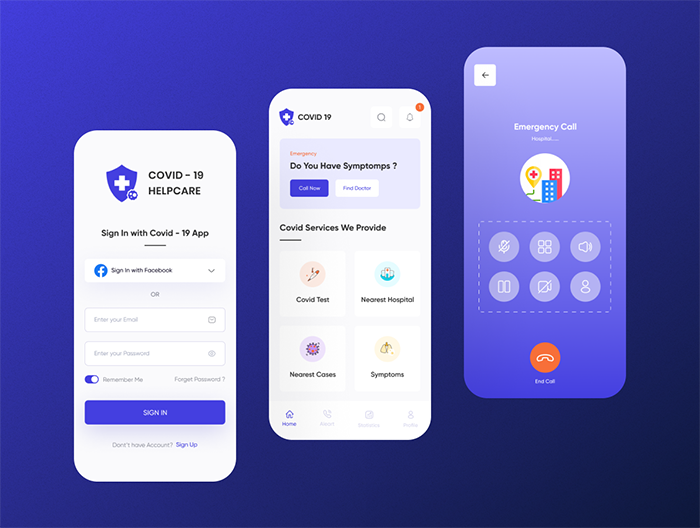 COVID - 19
HELPCARE
Sign In with Covid - 19 App
Sign In with Facebook
OR
Enter your Email
Enter your Password
Remember Me
Forget Password ?
SIGN IN
Don't have Account? Sign Up
COVID 19
1
Emergency
Do You Have Symptomps ?
Call Now
Find Doctor
Covid Services We Provide
Covid Test
Nearest Hospital
Nearest Cases
Symptoms
Home
Statistics
Profile
Emergency Call
Hospital.....
End Call